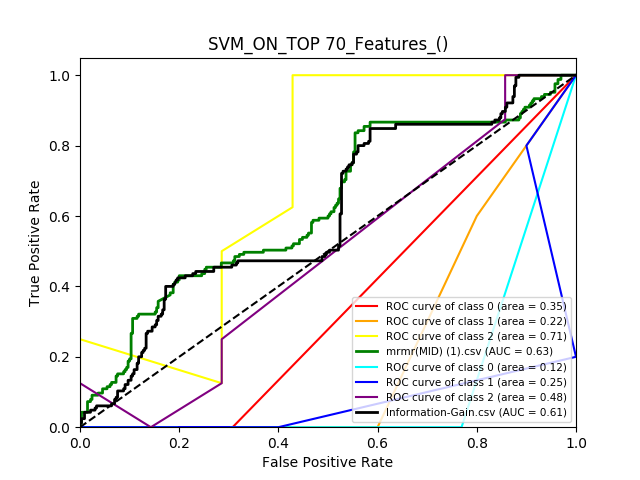 SVM_ON_TOP 70_Features_()
True Positive Rate
1.0
0.8
0.6
0.4
0.2
0.0
ROC curve of class 0 (area = 0.35)
ROC curve of class 1 (area = 0.22)
ROC curve of class 2 (area = 0.71)
mrmr(MID) (1).csv (AUC = 0.63)
ROC curve of class 0 (area = 0.12)
ROC curve of class 1 (area = 0.25)
ROC curve of class 2 (area = 0.48)
Information-Gain.csv (AUC = 0.61)
0.0 0.2 0.4 0.6 0.8 1.0
False Positive Rate